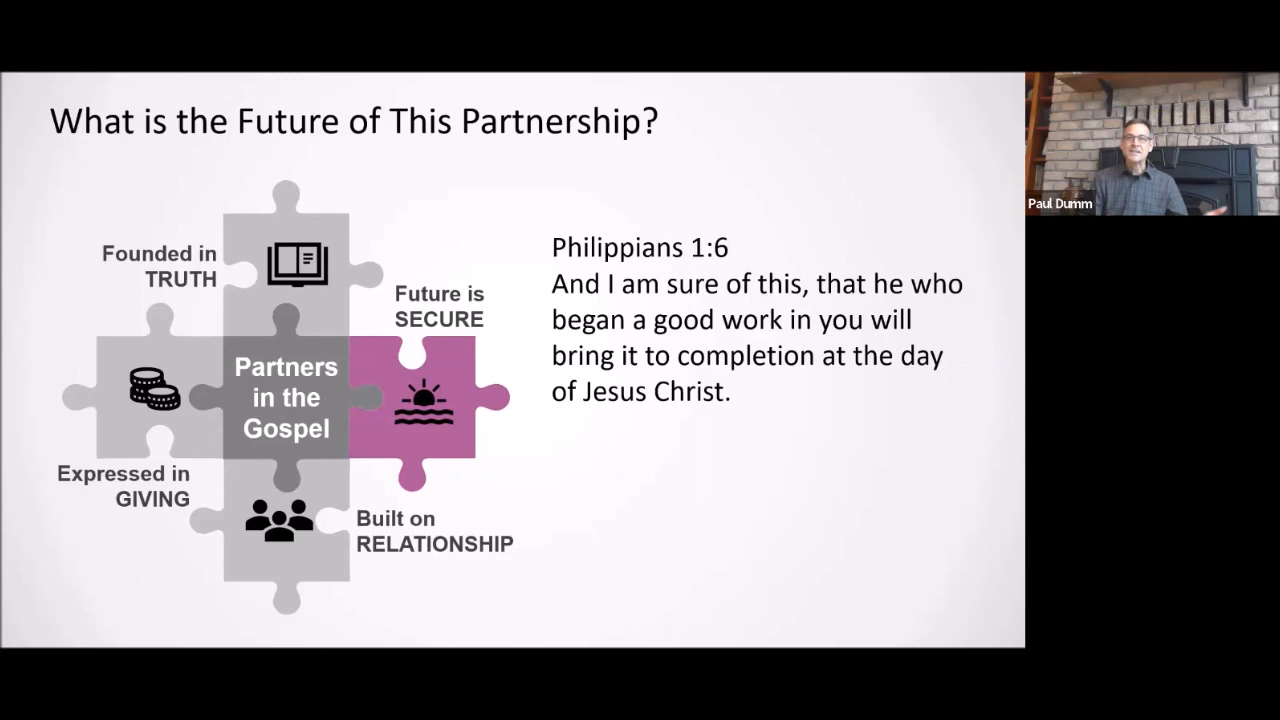 What is the Future of This Partnership?
Founded in
TRUTH
Future is
SECURE
Partners
in the
Gospel
Expressed in
GIVING
Built on
RELATIONSHIP
Philippians 1:6
And I am sure of this, that he who
began a good work in you will
bring it to completion at the day
of Jesus Christ.
Paul Dumm